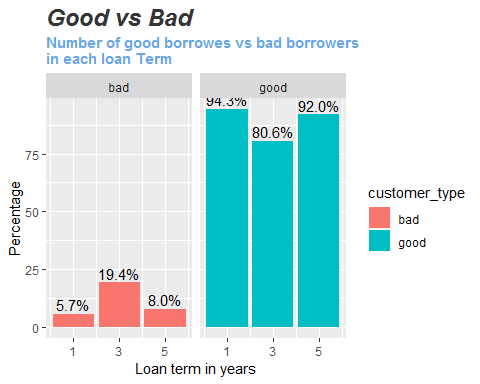 Good vs Bad
Number of good borrowes vs bad borrowers
in each loan Term
bad
good
94.3%
92.0%
80.6%
19.4%
8.0%
5.7%
75
50
25
0
Percentage
1
3
5
1
3
5
Loan term in years
customer_type
bad
good